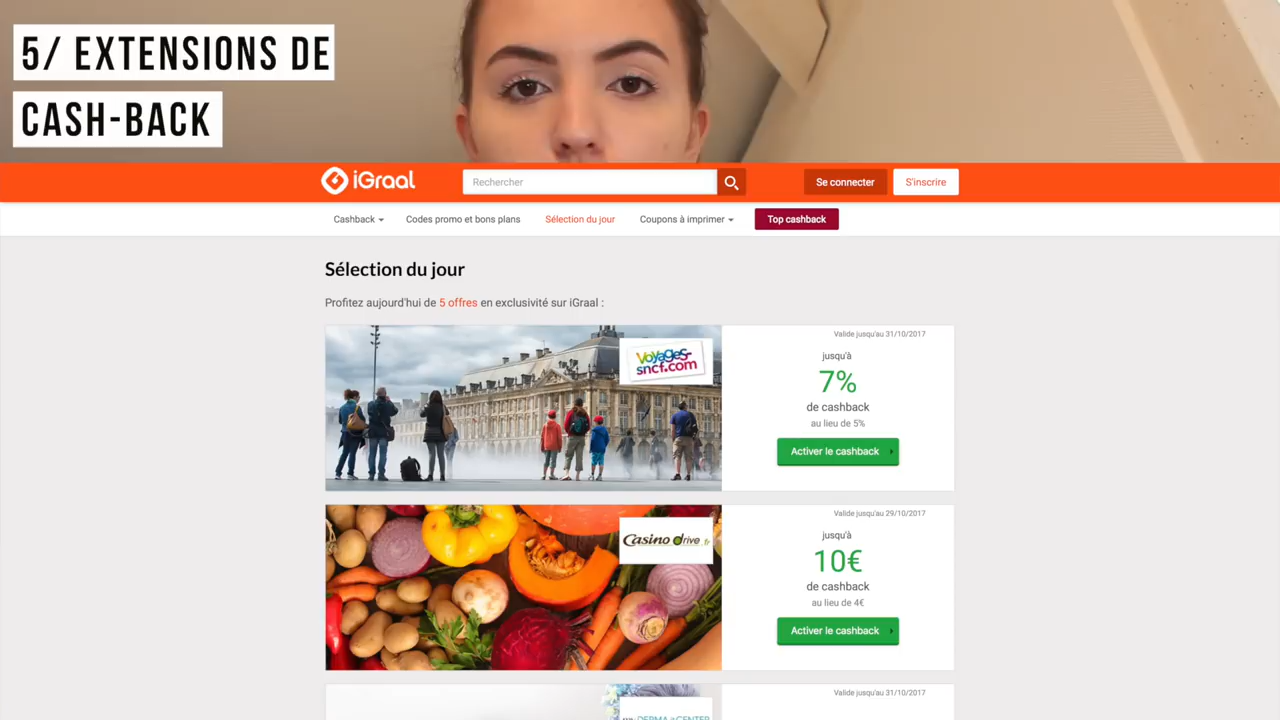 5/ EXTENSIONS DE
CASH-BACK
iGraal
Rechercher
Se connecter
S'inscrire
Cashback
Codes promo et bons plans
Sélection du jour
Coupons à imprimer
Top cashback
Sélection du jour
Profitez aujourd'hui de 5 offres en exclusivité sur iGraal :
Voyages-
sncf.com
Valide jusqu'au 31/10/2017
jusqu'à
7%
de cashback
au lieu de 5%
Activer le cashback
Casino drive.fr
Valide jusqu'au 29/10/2017
jusqu'à
10€
de cashback
au lieu de 4€
Activer le cashback
Valide jusqu'au 31/10/2017
DERMA CENTER